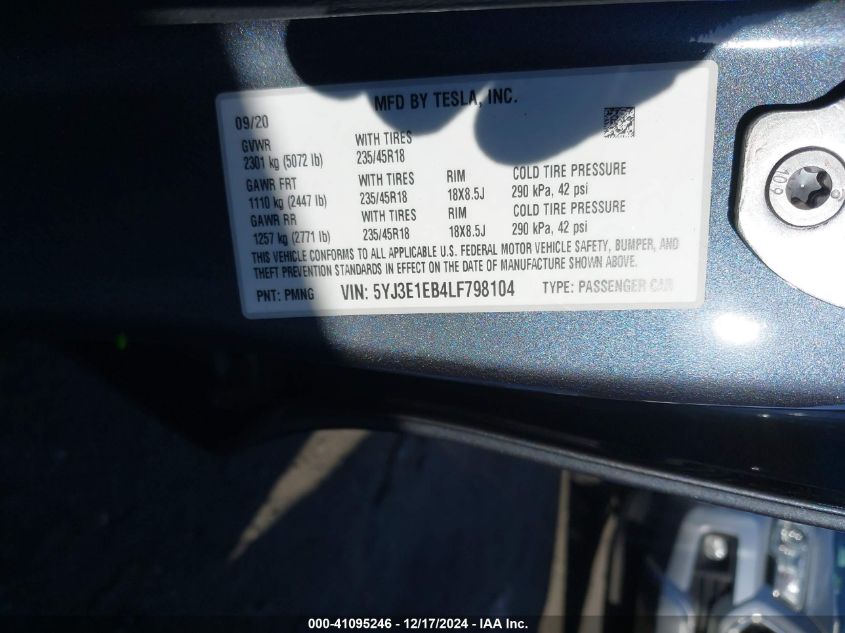 MFD BY TESLA, INC.
09/20
GVWR WITH TIRES
2301 kg (5072 lb) 235/45R18
GAWR FRT WITH TIRES RIM COLD TIRE PRESSURE
1110 kg (2447 lb) 235/45R18 18X8.5J 290 kPa, 42 psi
GAWR RR WITH TIRES RIM COLD TIRE PRESSURE
1257 kg (2771 lb) 235/45R18 18X8.5J 290 kPa, 42 psi
THIS VEHICLE CONFORMS TO ALL APPLICABLE U.S. FEDERAL MOTOR VEHICLE SAFETY, BUMPER, AND
THEFT PREVENTION STANDARDS IN EFFECT ON THE DATE OF MANUFACTURE SHOWN ABOVE.
PNT: PMNG VIN: 5YJ3E1EB4LF798104 TYPE: PASSENGER CAR
10.9
000-41095246 - 12/17/2024 - IAA Inc.